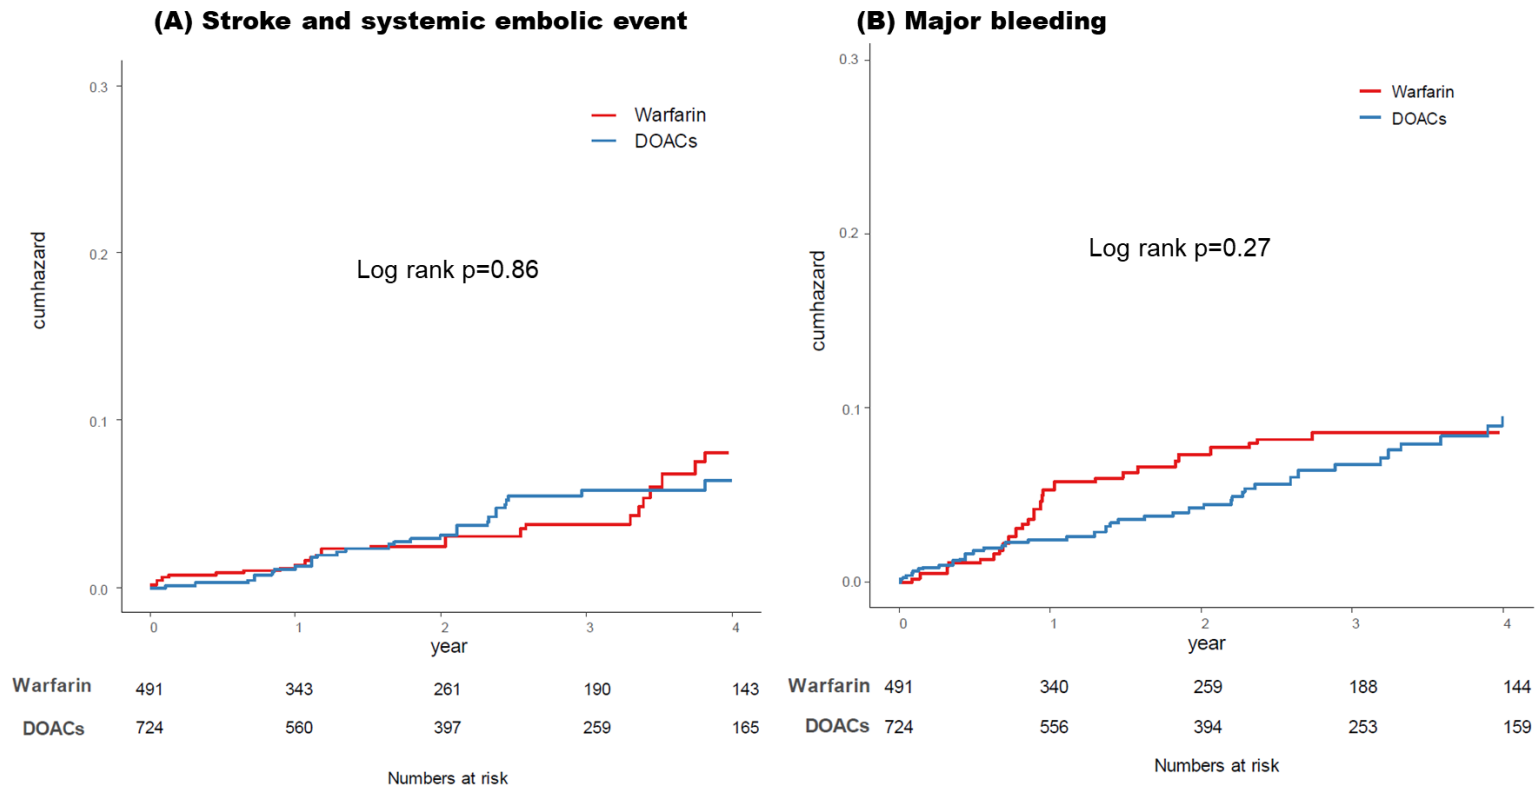 (A) Stroke and systemic embolic event
0.3
0.2
0.1
0.0
cumhazard
Warfarin
DOACs
Log rank p=0.86
0 1 2 3 4
year
Warfarin 491 343 261 190 143
DOACs 724 560 397 259 165
Numbers at risk
(B) Major bleeding
0.3
0.2
0.1
0.0
cumhazard
Warfarin
DOACs
Log rank p=0.27
0 1 2 3 4
year
Warfarin 491 340 259 188 144
DOACs 724 556 394 253 159
Numbers at risk